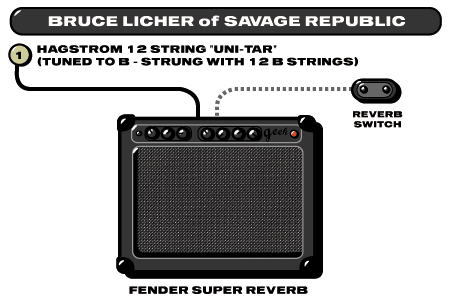 BRUCE LICHER of SAVAGE REPUBLIC
1 HAGSTROM 12 STRING "UNI-TAR"
(TUNED TO B - STRUNG WITH 12 B STRINGS)
REVERB
SWITCH
geek
FENDER SUPER REVERB